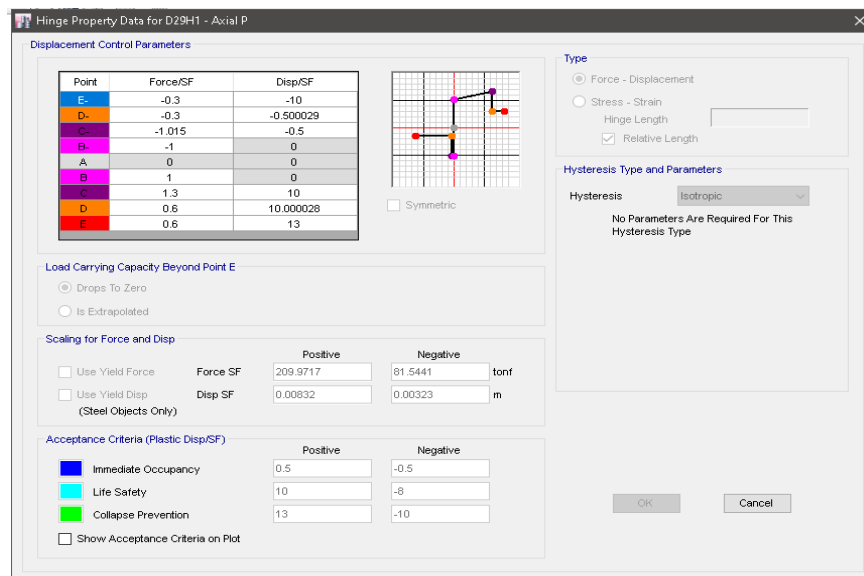 Hinge Property Data for D29H1 - Axial P
Displacement Control Parameters
Point Force/SF Disp/SF
E- -0.3 -10
D- -0.3 -0.500029
C- -1.015 -0.5
B- -1 0
A 0 0
B 1 0
C 1.3 10
D 0.6 10.000028
E 0.6 13
Symmetric
Load Carrying Capacity Beyond Point E
Drops To Zero
Is Extrapolated
Scaling for Force and Disp
Positive Negative
Use Yield Force Force SF 209.9717 81.5441 tonf
Use Yield Disp Disp SF 0.00832 0.00323 m
(Steel Objects Only)
Acceptance Criteria (Plastic Disp/SF)
Positive Negative
Immediate Occupancy 0.5 -0.5
Life Safety 10 -8
Collapse Prevention 13 -10
Show Acceptance Criteria on Plot
Type
Force - Displacement
Stress - Strain
Hinge Length
Relative Length
Hysteresis Type and Parameters
Hysteresis Isotropic
No Parameters Are Required For This
Hysteresis Type
OK Cancel